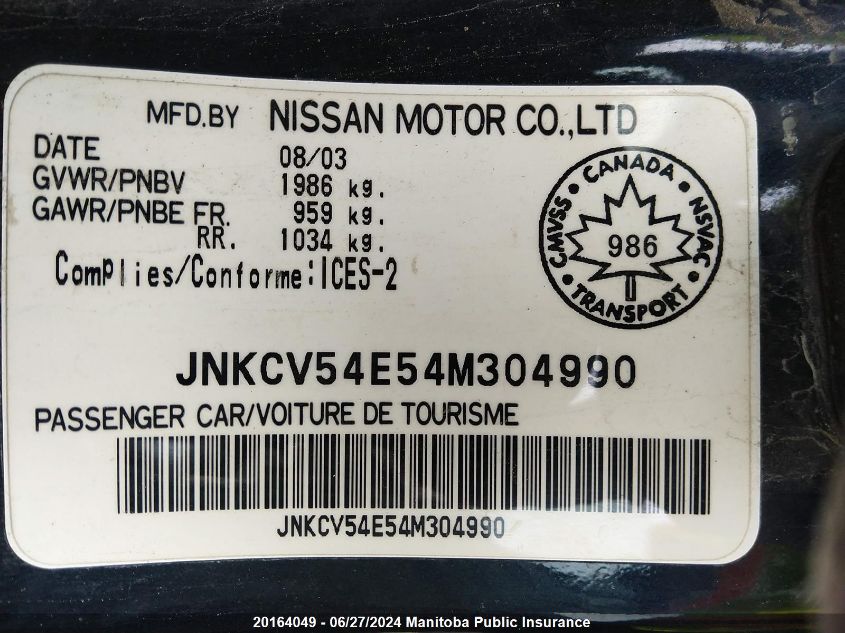 MFD.BY NISSAN MOTOR CO.,LTD
DATE 08/03
GVWR/PNBV 1986 kg.
GAWR/PNBE FR. 959 kg.
RR. 1034 kg.
Complies/Conforme:ICES-2
CANADA
CMVSS • 986 • NSVAC
• TRANSPORT •
JNKCV54E54M304990
PASSENGER CAR/VOITURE DE TOURISME
JNKCV54E54M304990
20164049 - 06/27/2024 Manitoba Public Insurance